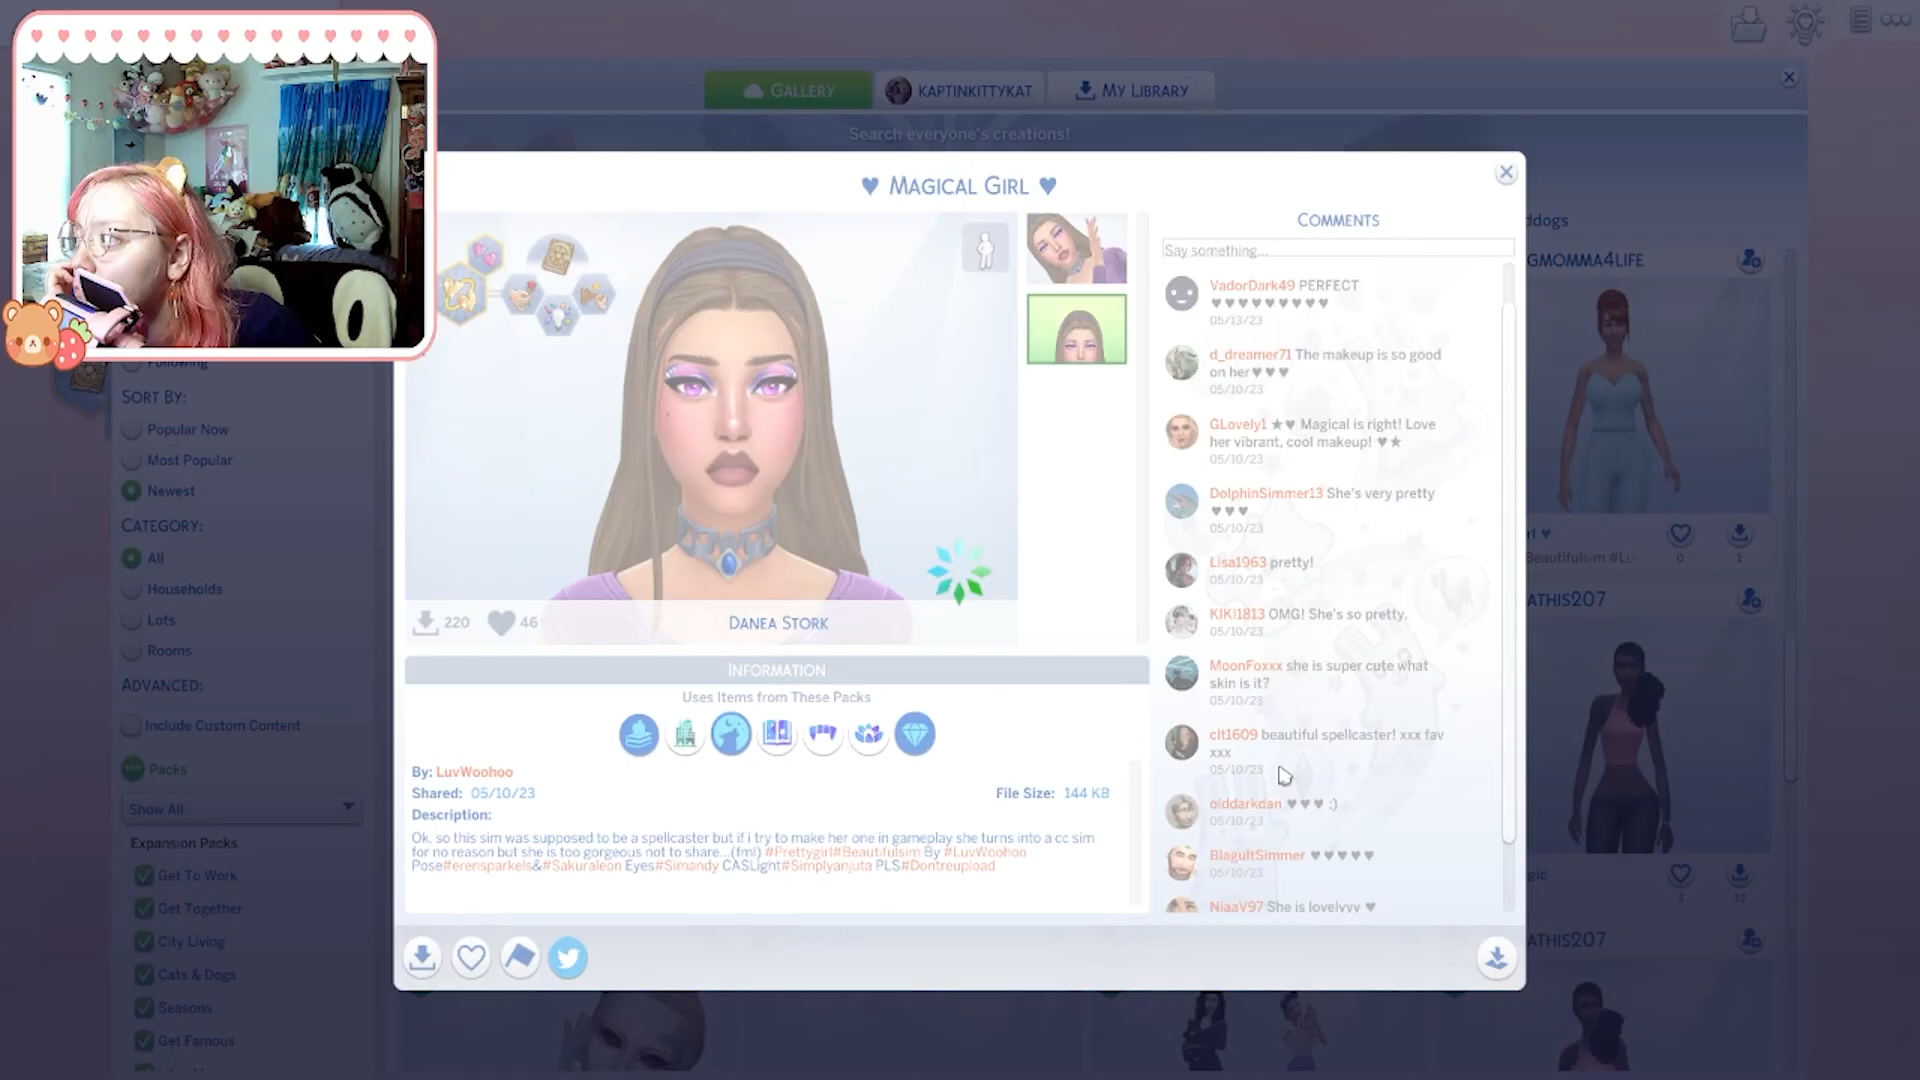 GALLERY
KAPTINKITTYKAT
MY LIBRARY
Search everyone's creations!
♥ MAGICAL GIRL ♥
COMMENTS
Say something...
VadorDark49 PERFECT
♥♥♥♥♥♥♥♥♥
05/13/23
d_dreamer71 The makeup is so good
on her♥♥♥
05/10/23
GLovely1 ★♥ Magical is right! Love
her vibrant, cool makeup! ♥★
05/10/23
DolphinSimmer13 She's very pretty
♥♥♥
05/10/23
Lisa1963 pretty!
05/10/23
KIKI1813 OMG! She's so pretty.
05/10/23
MoonFoxxx she is super cute what
skin is it?
05/10/23
clt1609 beautiful spellcaster! xxx fav
xxx
05/10/23
olddarkdan ♥♥♥ ;)
05/10/23
BlagultSimmer ♥♥♥♥♥
05/10/23
NiaaV97 She is lovelyyy ♥
220
46
DANEA STORK
INFORMATION
Uses Items from These Packs
By: LuvWoohoo
Shared: 05/10/23
File Size: 144 KB
Description:
Ok, so this sim was supposed to be a spellcaster but if i try to make her one in gameplay she turns into a cc sim
for no reason but she is too gorgeous not to share...(fml) #Prettygirl#Beautifulsim By #LuvWoohoo
Pose#erensparkels&#Sakuraleon Eyes#Simandy CASLight#Simplyanjuta PLS#Dontreupload
Following
SORT BY:
Popular Now
Most Popular
Newest
CATEGORY:
All
Households
Lots
Rooms
ADVANCED:
Include Custom Content
Packs
Show All
Expansion Packs
Get To Work
Get Together
City Living
Cats & Dogs
Seasons
Get Famous
ddogs
GMOMMA4LIFE
rl ♥
Beautifulsim #Lu
0
1
ATHIS207
gic
3
32
ATHIS207